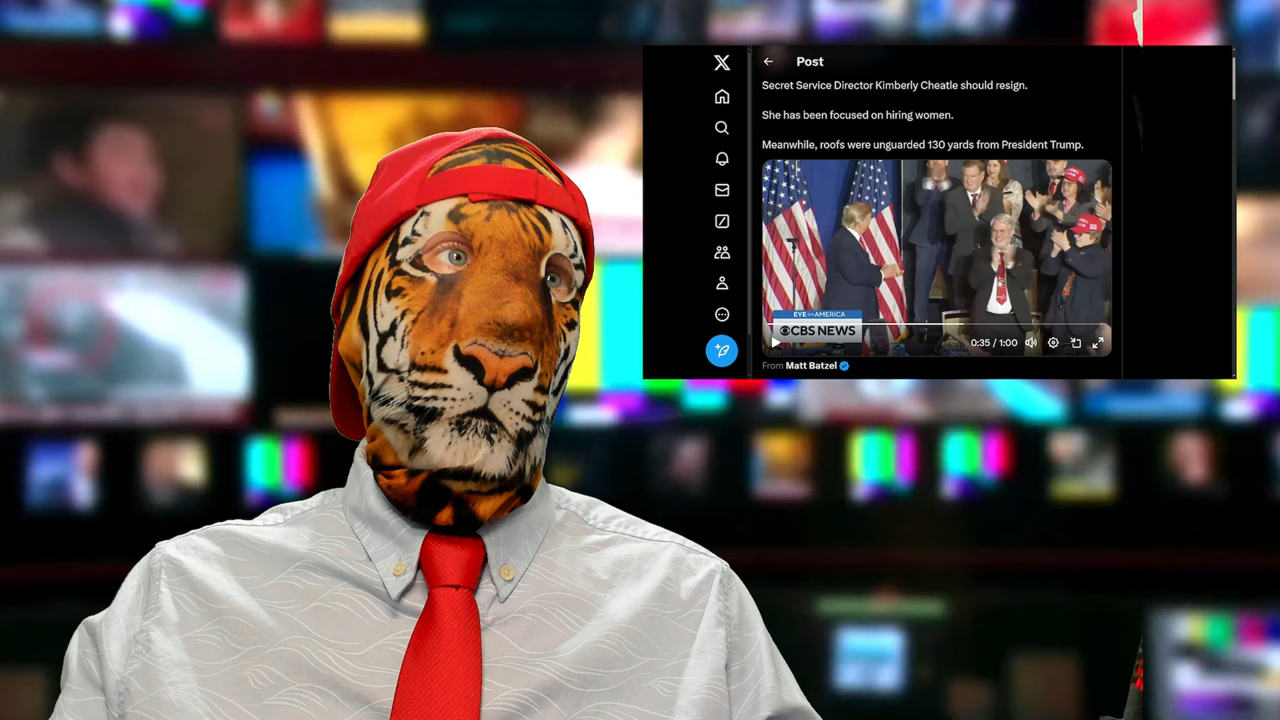 Post
Secret Service Director Kimberly Cheatle should resign.
She has been focused on hiring women.
Meanwhile, roofs were unguarded 130 yards from President Trump.
EYE ON AMERICA
CBS NEWS
0:35 / 1:00
From Matt Batzel